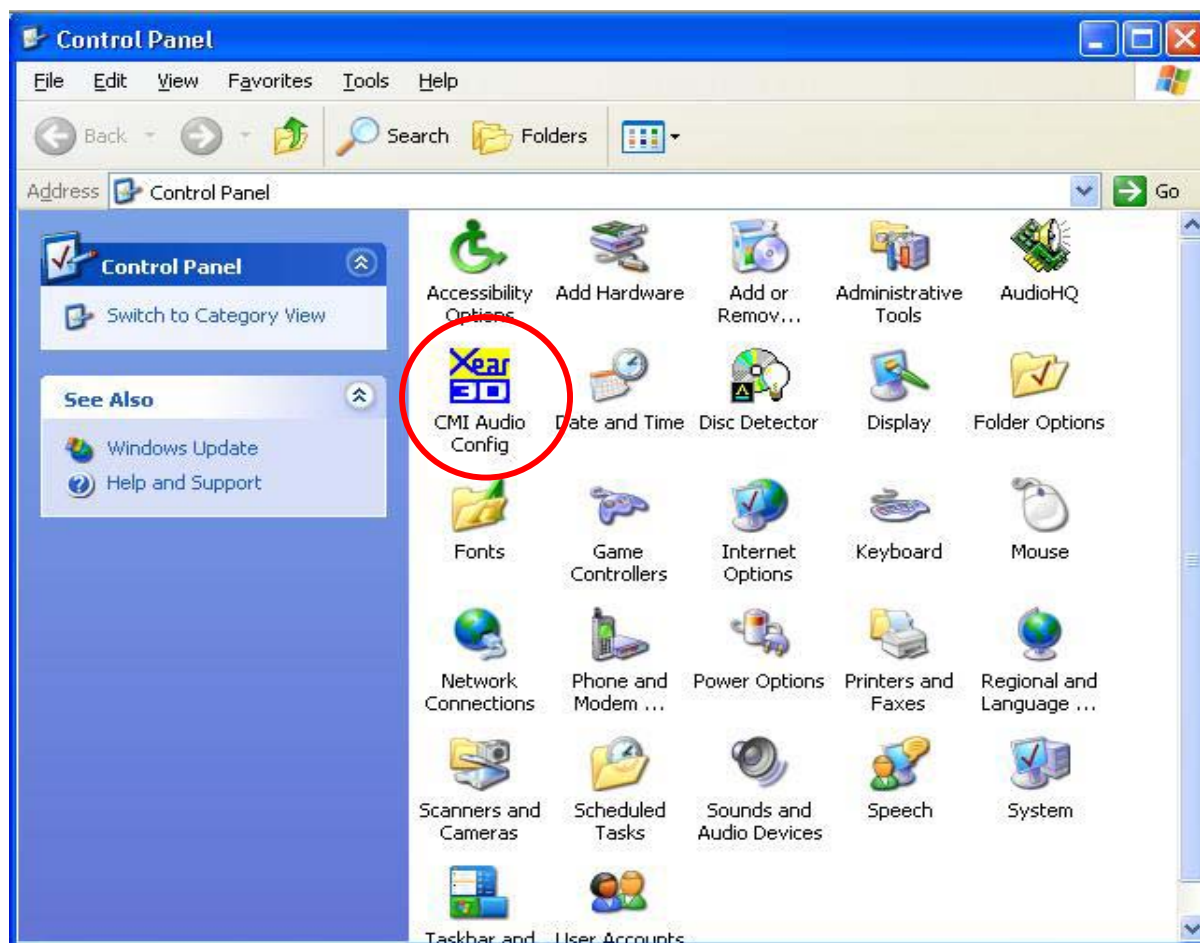 Control Panel
File Edit View Favorites Tools Help
Back Search Folders
Address Control Panel Go
Control Panel
Switch to Category View
See Also
Windows Update
Help and Support
Accessibility
Options
Add Hardware
Add or
Remov...
Administrative
Tools
AudioHQ
Xear
3D
CMI Audio
Config
Date and Time
Disc Detector
Display
Folder Options
Fonts
Game
Controllers
Internet
Options
Keyboard
Mouse
Network
Connections
Phone and
Modem ...
Power Options
Printers and
Faxes
Regional and
Language ...
Scanners and
Cameras
Scheduled
Tasks
Sounds and
Audio Devices
Speech
System
Taskbar and
User Accounts